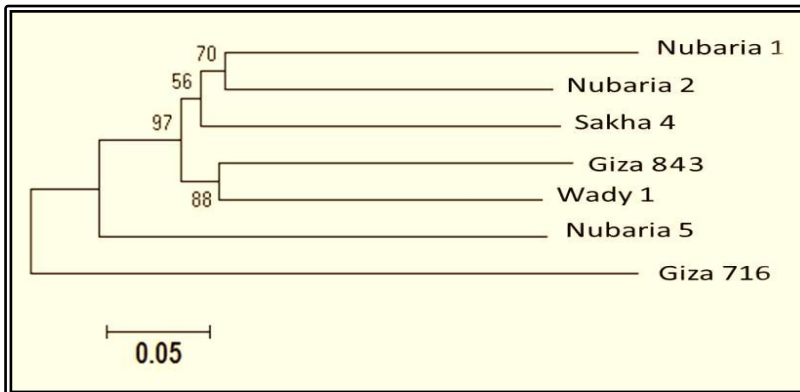 Nubaria 1
70
Nubaria 2
56
Sakha 4
97
Giza 843
88
Wady 1
Nubaria 5
Giza 716
0.05